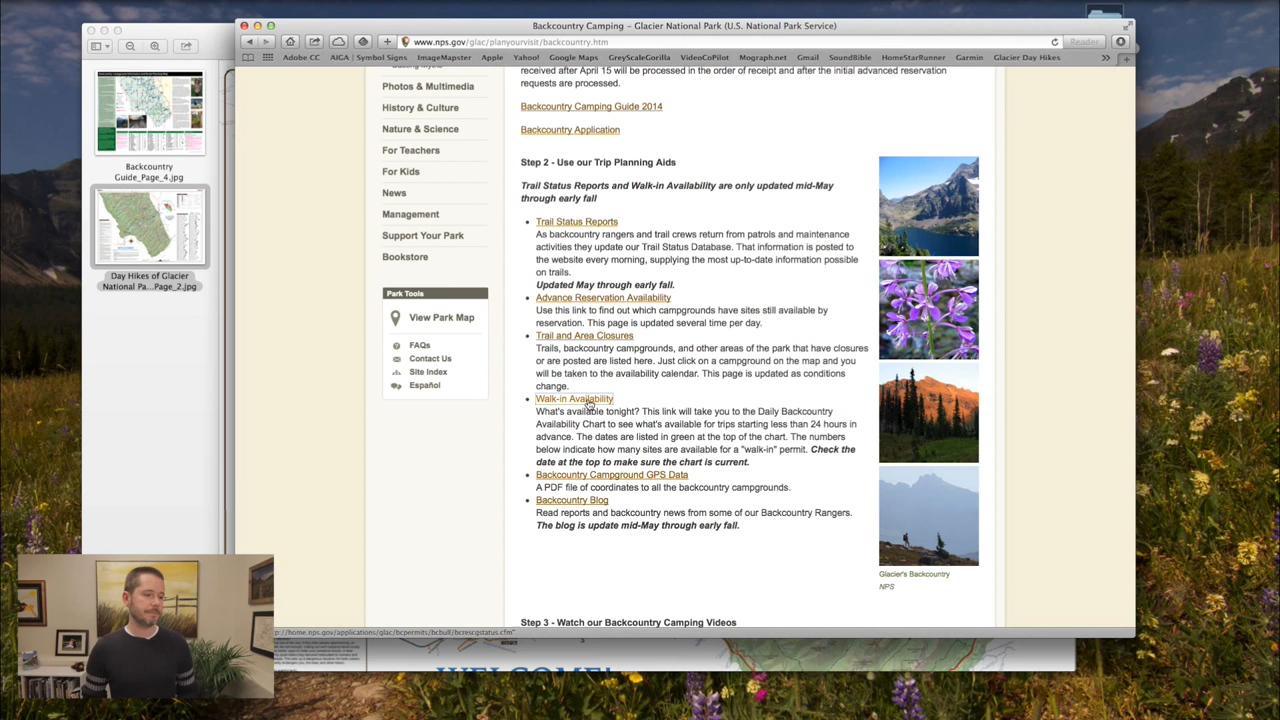 Backcountry Camping – Glacier National Park (U.S. National Park Service)
www.nps.gov/glac/planyourvisit/backcountry.htm
Reader
Adobe CC AIGA | Symbol Signs ImageMapster Apple Yahoo! Google Maps GreyScaleGorilla VideoCopilot Mograph.net Gmail SoundBible HomeStarRunner Garmin Glacier Day Hikes
Backcountry
Guide_Page_4.jpg
Day Hikes of Glacier
National Pa...Page_2.jpg
Photos & Multimedia
History & Culture
Nature & Science
For Teachers
For Kids
News
Management
Support Your Park
Bookstore
Park Tools
View Park Map
FAQs
Contact Us
Site Index
Español
received after April 15 will be processed in the order of receipt and after the initial advanced reservation
requests are processed.
Backcountry Camping Guide 2014
Backcountry Application
Step 2 - Use our Trip Planning Aids
Trail Status Reports and Walk-in Availability are only updated mid-May
through early fall
Trail Status Reports
As backcountry rangers and trail crews return from patrols and maintenance
activities they update our Trail Status Database. That information is posted to
the website every morning, supplying the most up-to-date information possible
on trails.
Updated May through early fall.
Advance Reservation Availability
Use this link to find out which campgrounds have sites still available by
reservation. This page is updated several time per day.
Trail and Area Closures
Trails, backcountry campgrounds, and other areas of the park that have closures
or are posted are listed here. Just click on a campground on the map and you
will be taken to the availability calendar. This page is updated as conditions
change.
Walk-in Availability
What's available tonight? This link will take you to the Daily Backcountry
Availability Chart to see what's available for trips starting less than 24 hours in
advance. The dates are listed in green at the top of the chart. The numbers
below indicate how many sites are available for a "walk-in" permit. Check the
date at the top to make sure the chart is current.
Backcountry Campground GPS Data
A PDF file of coordinates to all the backcountry campgrounds.
Backcountry Blog
Read reports and backcountry news from some of our Backcountry Rangers.
The blog is update mid-May through early fall.
Glacier's Backcountry
NPS
Step 3 - Watch our Backcountry Camping Videos
p://home.nps.gov/applications/glac/bcpermits/bcbull/bcrescgstatus.cfm"
WELCOME!